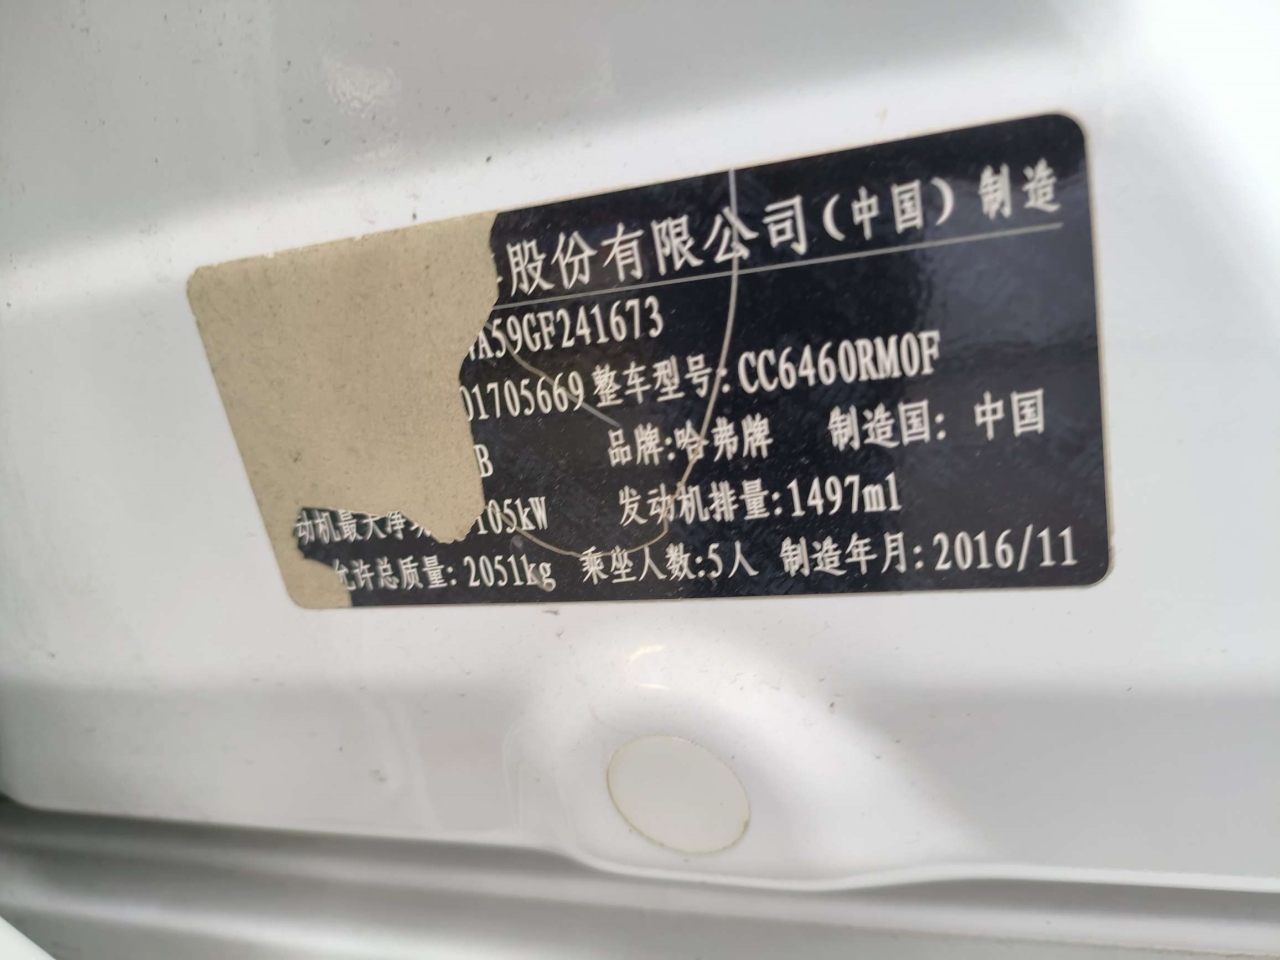 股份有限公司(中国)制造
A59GF241673
01705669 整车型号:CC6460RM0F
B 品牌:哈弗牌 制造国: 中国
动机最大净 105kW 发动机排量:1497ml
允许总质量: 2051kg 乘坐人数:5人 制造年月: 2016/11